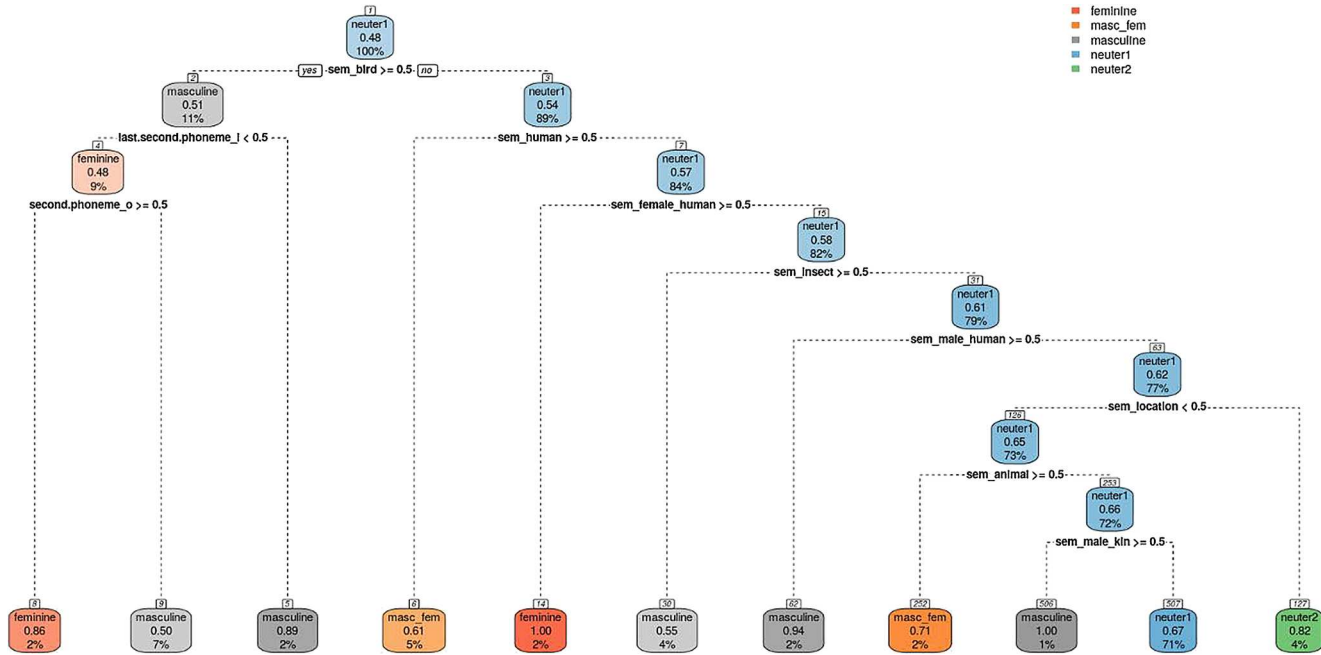 feminine
masc_fem
masculine
neuter1
neuter2
1
neuter1
0.48
100%
yes sem_bird >= 0.5 no
2
masculine
0.51
11%
3
neuter1
0.54
89%
last.second.phoneme_i < 0.5
sem_human >= 0.5
4
feminine
0.48
9%
7
neuter1
0.57
84%
second.phoneme_o >= 0.5
sem_female_human >= 0.5
15
neuter1
0.58
82%
sem_insect >= 0.5
31
neuter1
0.61
79%
sem_male_human >= 0.5
63
neuter1
0.62
77%
sem_location < 0.5
126
neuter1
0.65
73%
sem_animal >= 0.5
253
neuter1
0.66
72%
sem_male_kin >= 0.5
8
feminine
0.86
2%
9
masculine
0.50
7%
5
masculine
0.89
2%
6
masc_fem
0.61
5%
14
feminine
1.00
2%
30
masculine
0.55
4%
62
masculine
0.94
2%
252
masc_fem
0.71
2%
506
masculine
1.00
1%
507
neuter1
0.67
71%
127
neuter2
0.82
4%